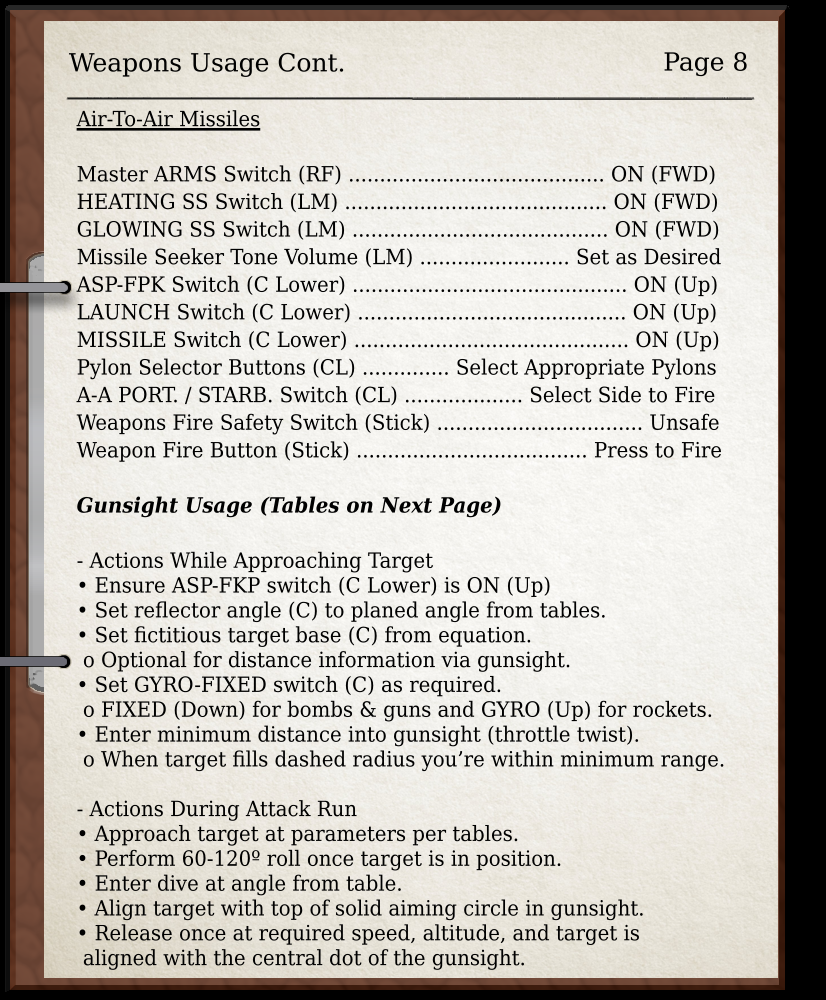 Weapons Usage Cont. Page 8
Air-To-Air Missiles
Master ARMS Switch (RF) ......................................... ON (FWD)
HEATING SS Switch (LM) .......................................... ON (FWD)
GLOWING SS Switch (LM) ......................................... ON (FWD)
Missile Seeker Tone Volume (LM) ........................ Set as Desired
ASP-FPK Switch (C Lower) ............................................ ON (Up)
LAUNCH Switch (C Lower) ........................................... ON (Up)
MISSILE Switch (C Lower) ............................................ ON (Up)
Pylon Selector Buttons (CL) .............. Select Appropriate Pylons
A-A PORT. / STARB. Switch (CL) ................... Select Side to Fire
Weapons Fire Safety Switch (Stick) ................................. Unsafe
Weapon Fire Button (Stick) ..................................... Press to Fire
Gunsight Usage (Tables on Next Page)
- Actions While Approaching Target
• Ensure ASP-FKP switch (C Lower) is ON (Up)
• Set reflector angle (C) to planed angle from tables.
• Set fictitious target base (C) from equation.
o Optional for distance information via gunsight.
• Set GYRO-FIXED switch (C) as required.
o FIXED (Down) for bombs & guns and GYRO (Up) for rockets.
• Enter minimum distance into gunsight (throttle twist).
o When target fills dashed radius you’re within minimum range.
- Actions During Attack Run
• Approach target at parameters per tables.
• Perform 60-120º roll once target is in position.
• Enter dive at angle from table.
• Align target with top of solid aiming circle in gunsight.
• Release once at required speed, altitude, and target is
aligned with the central dot of the gunsight.